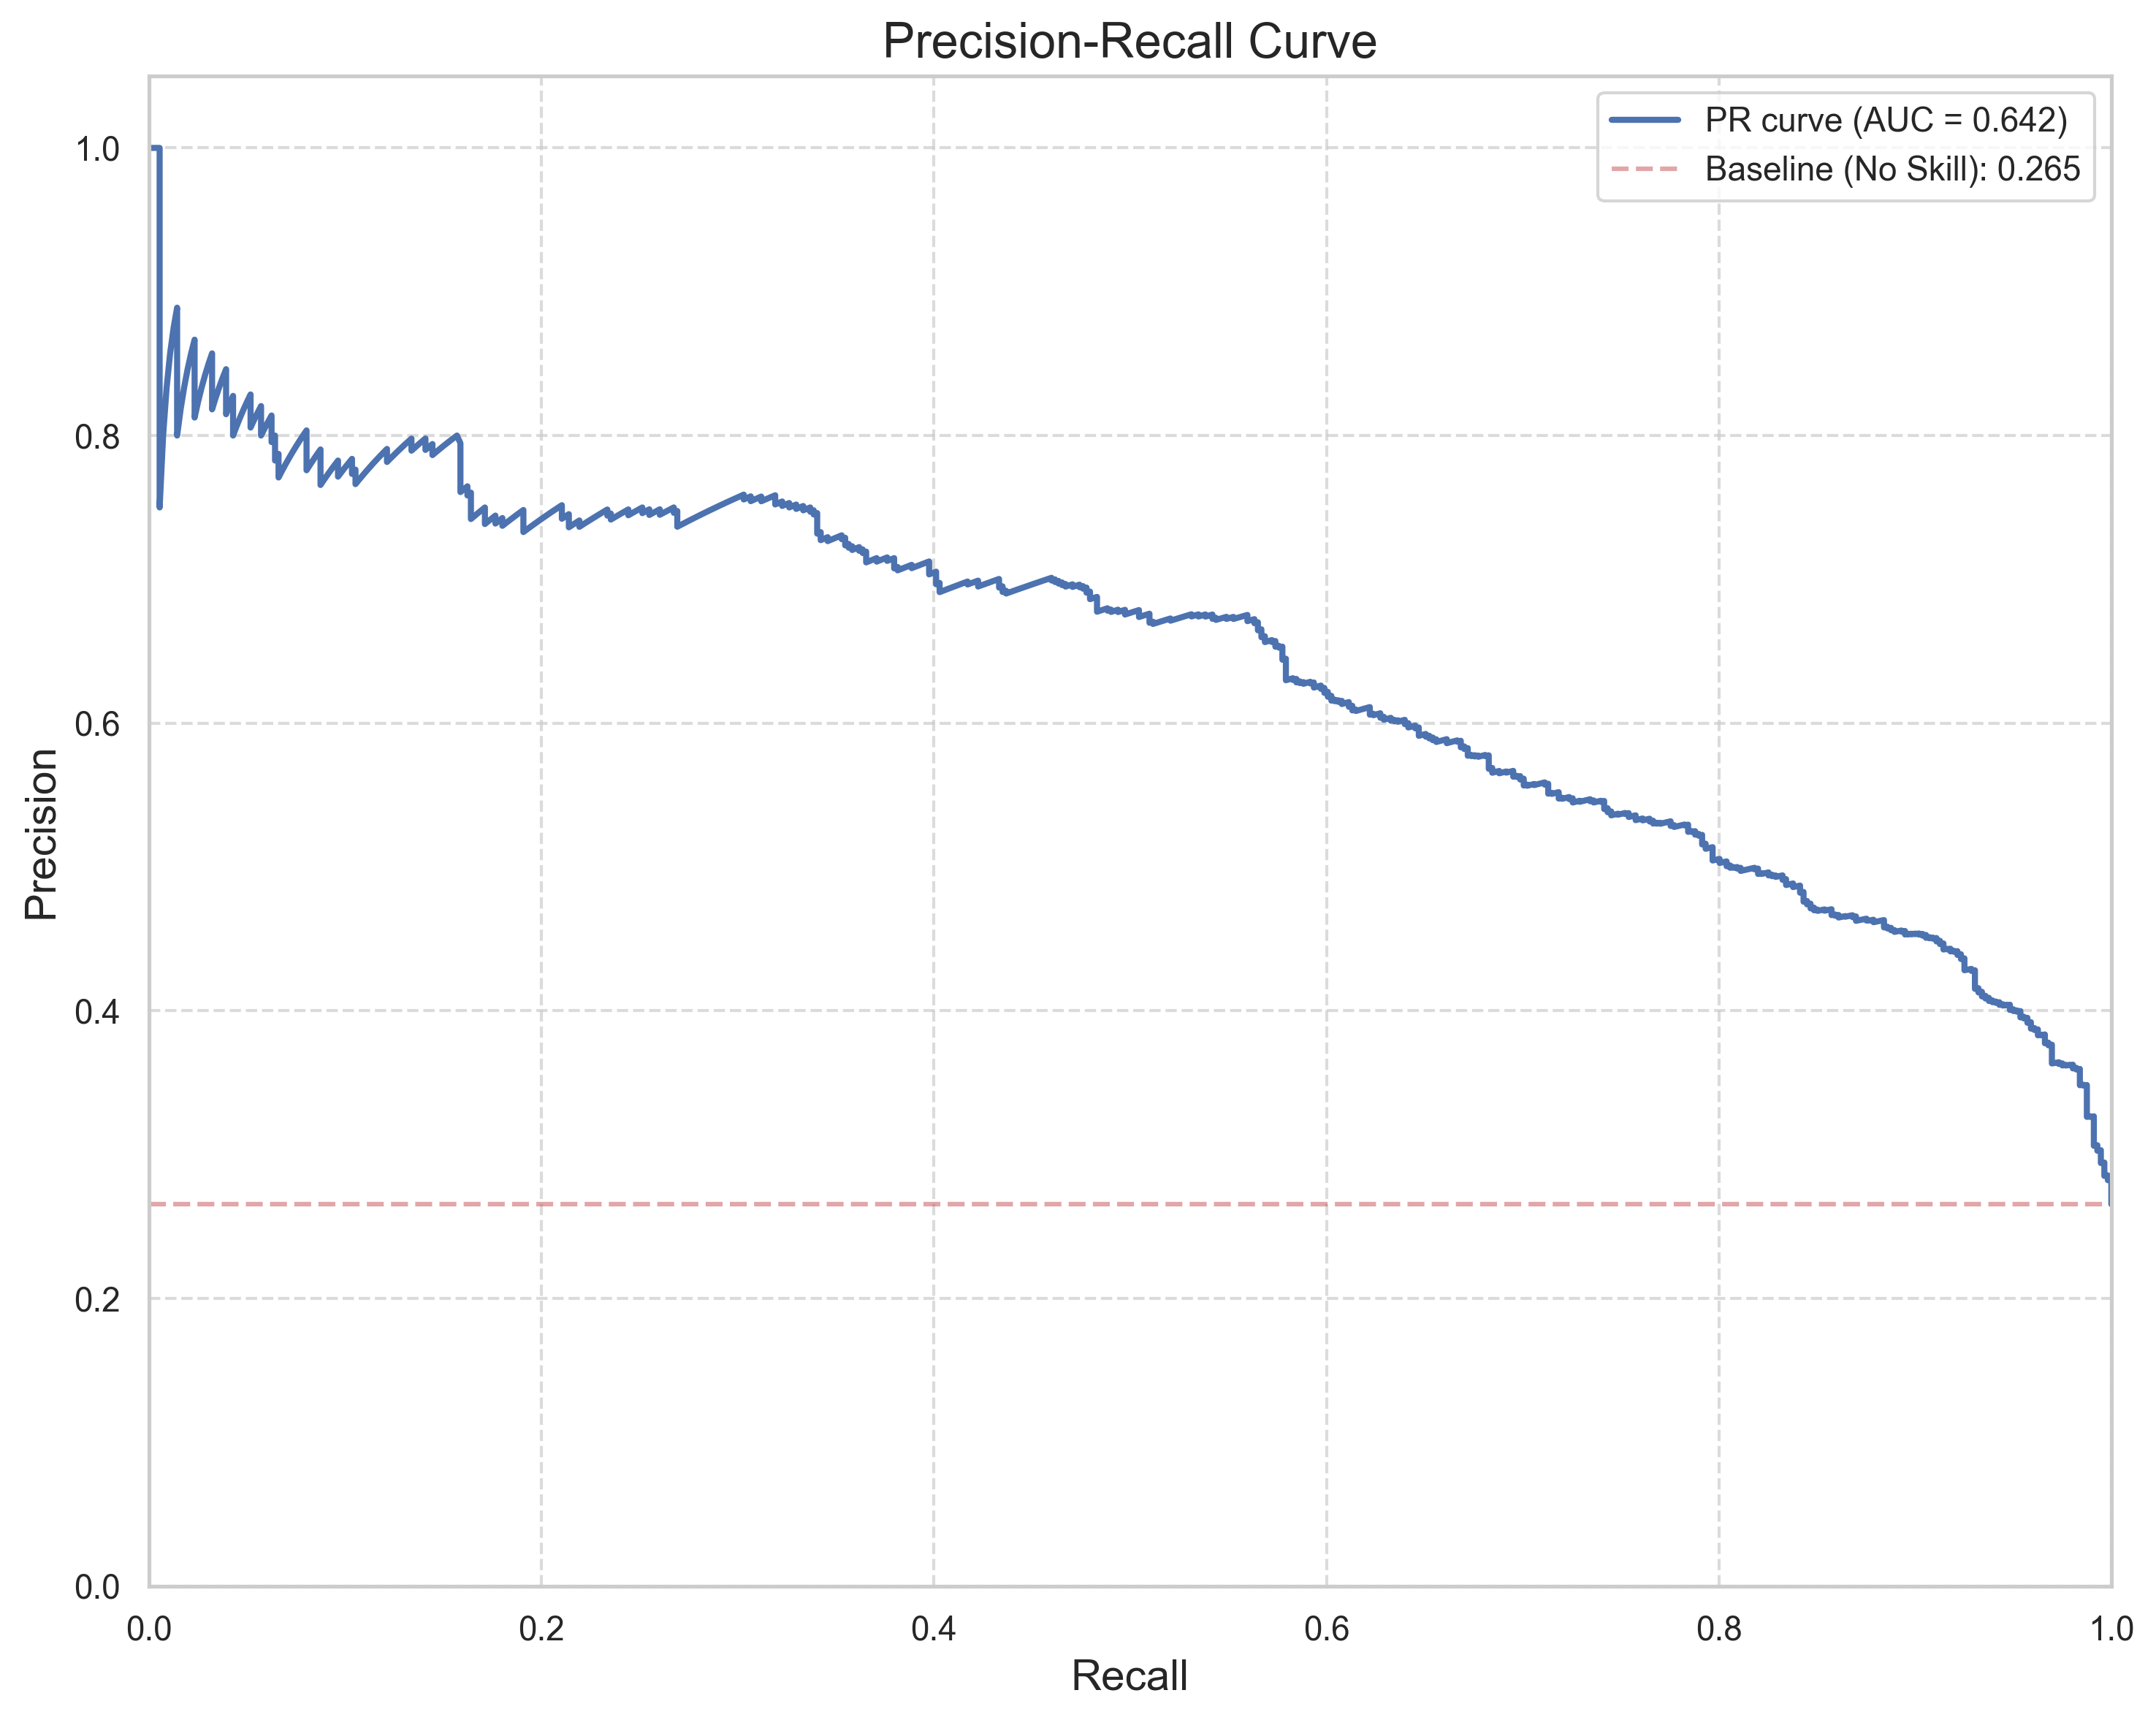 Precision-Recall Curve
PR curve (AUC = 0.642)
Baseline (No Skill): 0.265
Precision
1.0
0.8
0.6
0.4
0.2
0.0
0.0 0.2 0.4 0.6 0.8 1.0
Recall